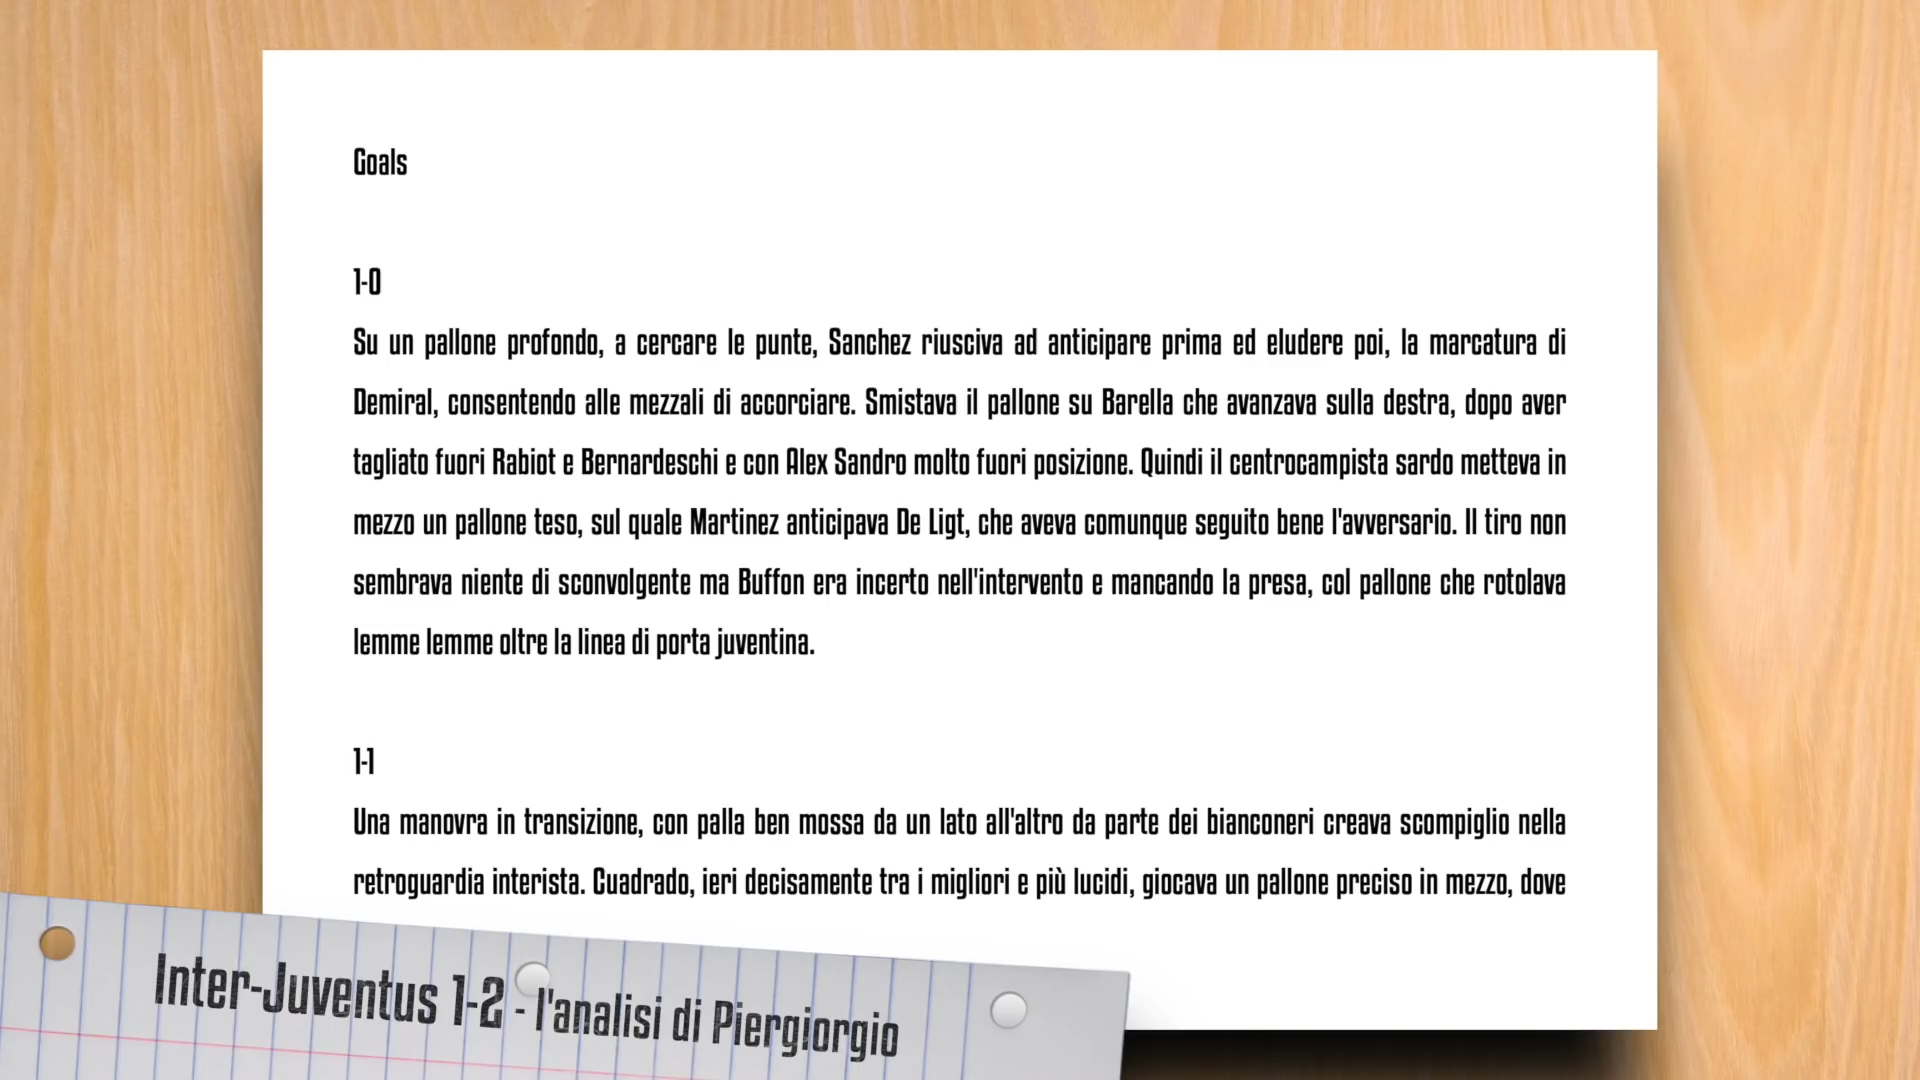 Goals
1-0
Su un pallone profondo, a cercare le punte, Sanchez riusciva ad anticipare prima ed eludere poi, la marcatura di
Demiral, consentendo alle mezzali di accorciare. Smistava il pallone su Barella che avanzava sulla destra, dopo aver
tagliato fuori Rabiot e Bernardeschi e con Alex Sandro molto fuori posizione. Quindi il centrocampista sardo metteva in
mezzo un pallone teso, sul quale Martinez anticipava De Ligt, che aveva comunque seguito bene l'avversario. Il tiro non
sembrava niente di sconvolgente ma Buffon era incerto nell'intervento e mancando la presa, col pallone che rotolava
lemme lemme oltre la linea di porta juventina.
1-1
Una manovra in transizione, con palla ben mossa da un lato all'altro da parte dei bianconeri creava scompiglio nella
retroguardia interista. Cuadrado, ieri decisamente tra i migliori e più lucidi, giocava un pallone preciso in mezzo, dove
Inter-Juventus 1-2 - l'analisi di Piergiorgio